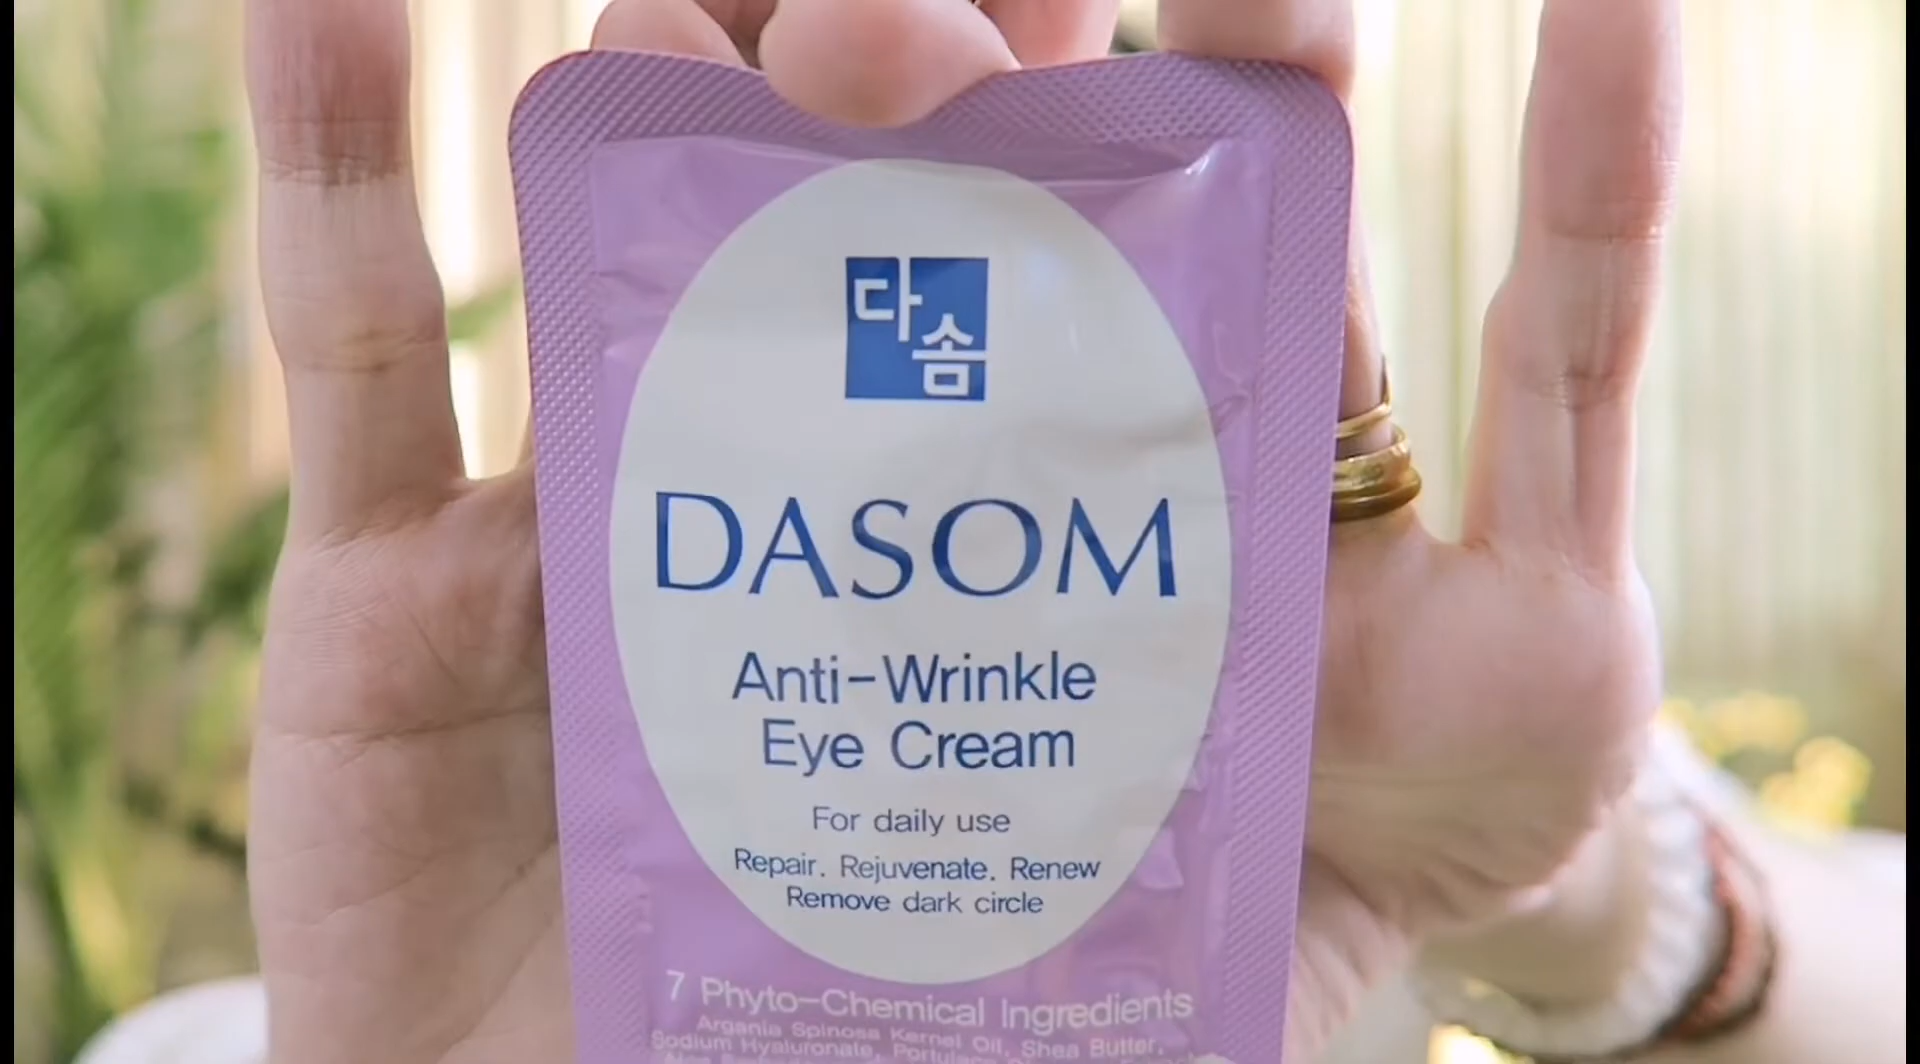 다솜
DASOM
Anti-Wrinkle
Eye Cream
For daily use
Repair. Rejuvenate. Renew
Remove dark circle
7 Phyto-Chemical Ingredients
Argania Spinosa Kernel Oil, Shea Butter,
Sodium Hyaluronate,